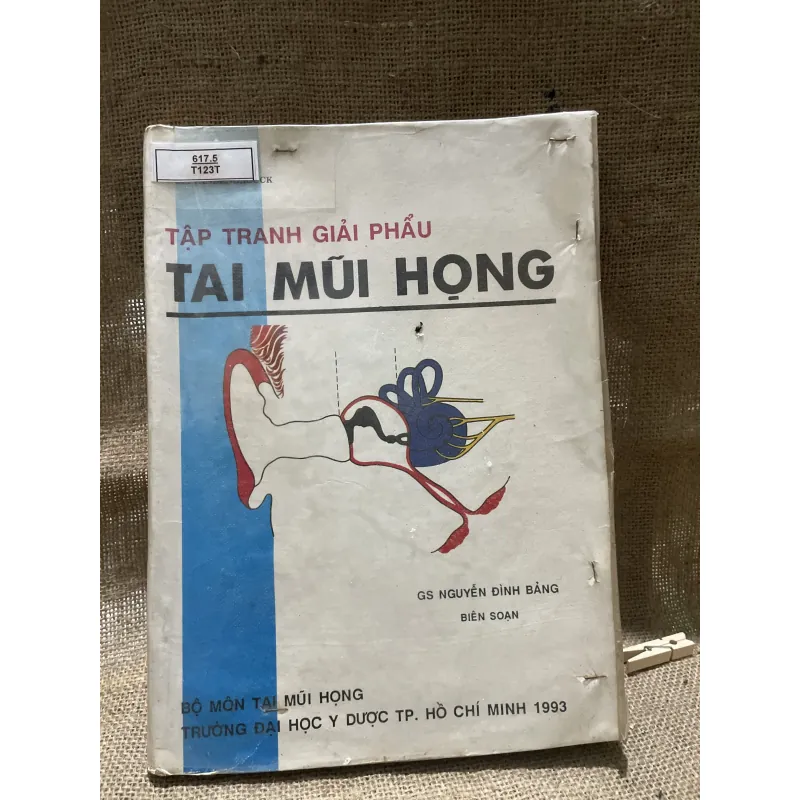 617.5
T123T
CK
TẬP TRANH GIẢI PHẨU
TAI MŨI HỌNG
GS NGUYỄN ĐÌNH BẢNG
BIÊN SOẠN
BỘ MÔN TAI MŨI HỌNG
TRƯỜNG ĐẠI HỌC Y DƯỢC TP. HỒ CHÍ MINH 1993